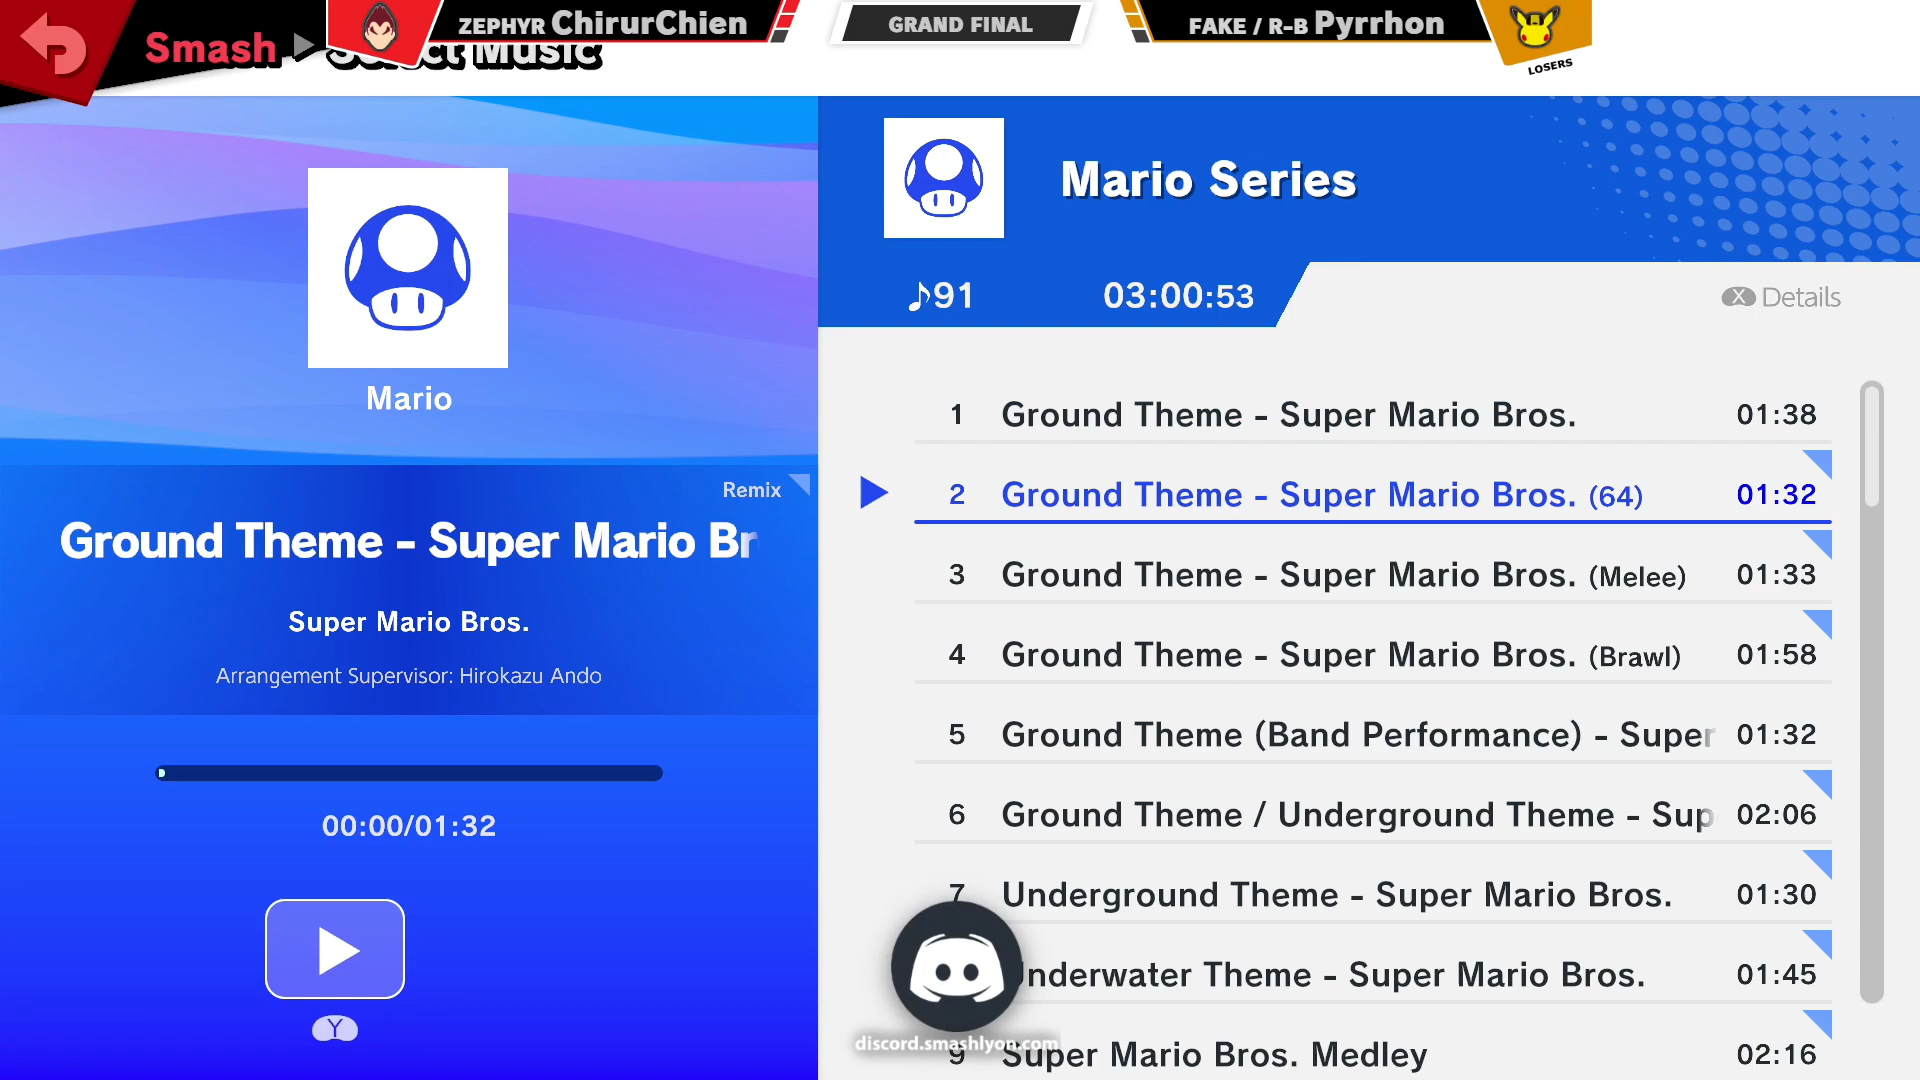 ZEPHYR ChirurChien
GRAND FINAL
FAKE / R-B Pyrrhon
LOSERS
Smash
Select Music
Mario
Remix
Ground Theme - Super Mario Br
Super Mario Bros.
Arrangement Supervisor: Hirokazu Ando
00:00/01:32
Y
Mario Series
♪91 03:00:53
X Details
1 Ground Theme - Super Mario Bros. 01:38
2 Ground Theme - Super Mario Bros. (64) 01:32
3 Ground Theme - Super Mario Bros. (Melee) 01:33
4 Ground Theme - Super Mario Bros. (Brawl) 01:58
5 Ground Theme (Band Performance) - Super 01:32
6 Ground Theme / Underground Theme - Sup 02:06
7 Underground Theme - Super Mario Bros. 01:30
Underwater Theme - Super Mario Bros. 01:45
discord.smashlyon.com
9 Super Mario Bros. Medley 02:16